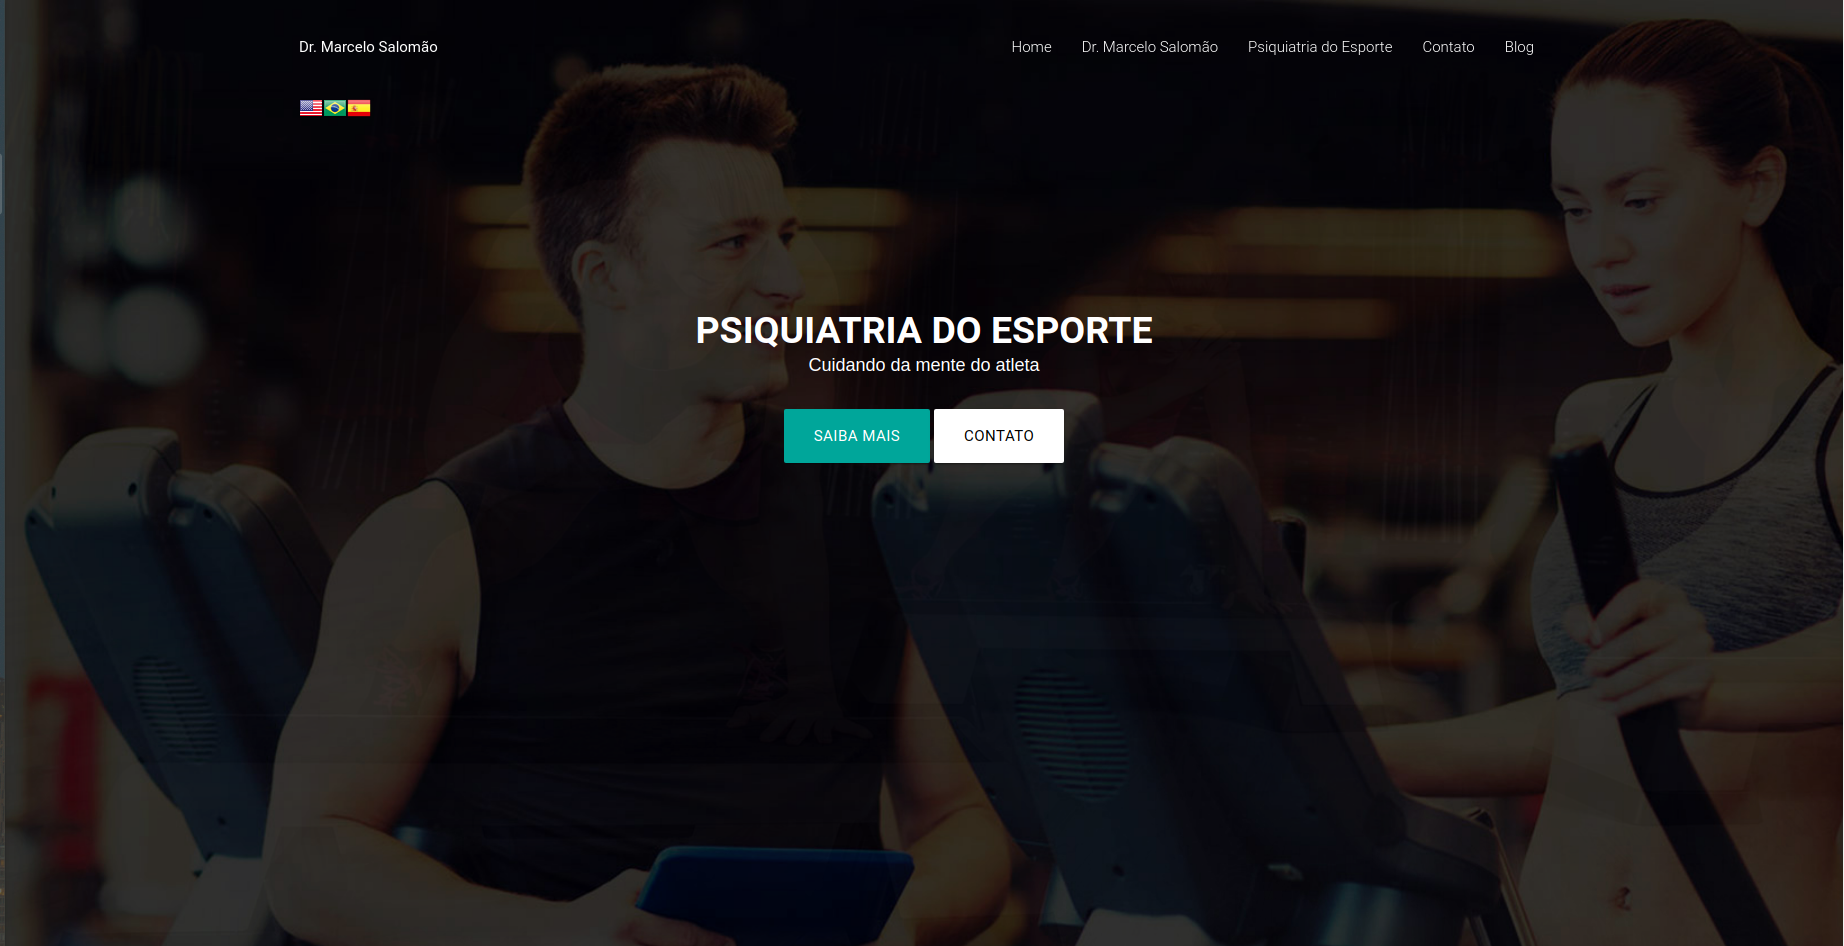 Dr. Marcelo Salomão
Home Dr. Marcelo Salomão Psiquiatria do Esporte Contato Blog
PSIQUIATRIA DO ESPORTE
Cuidando da mente do atleta
SAIBA MAIS CONTATO